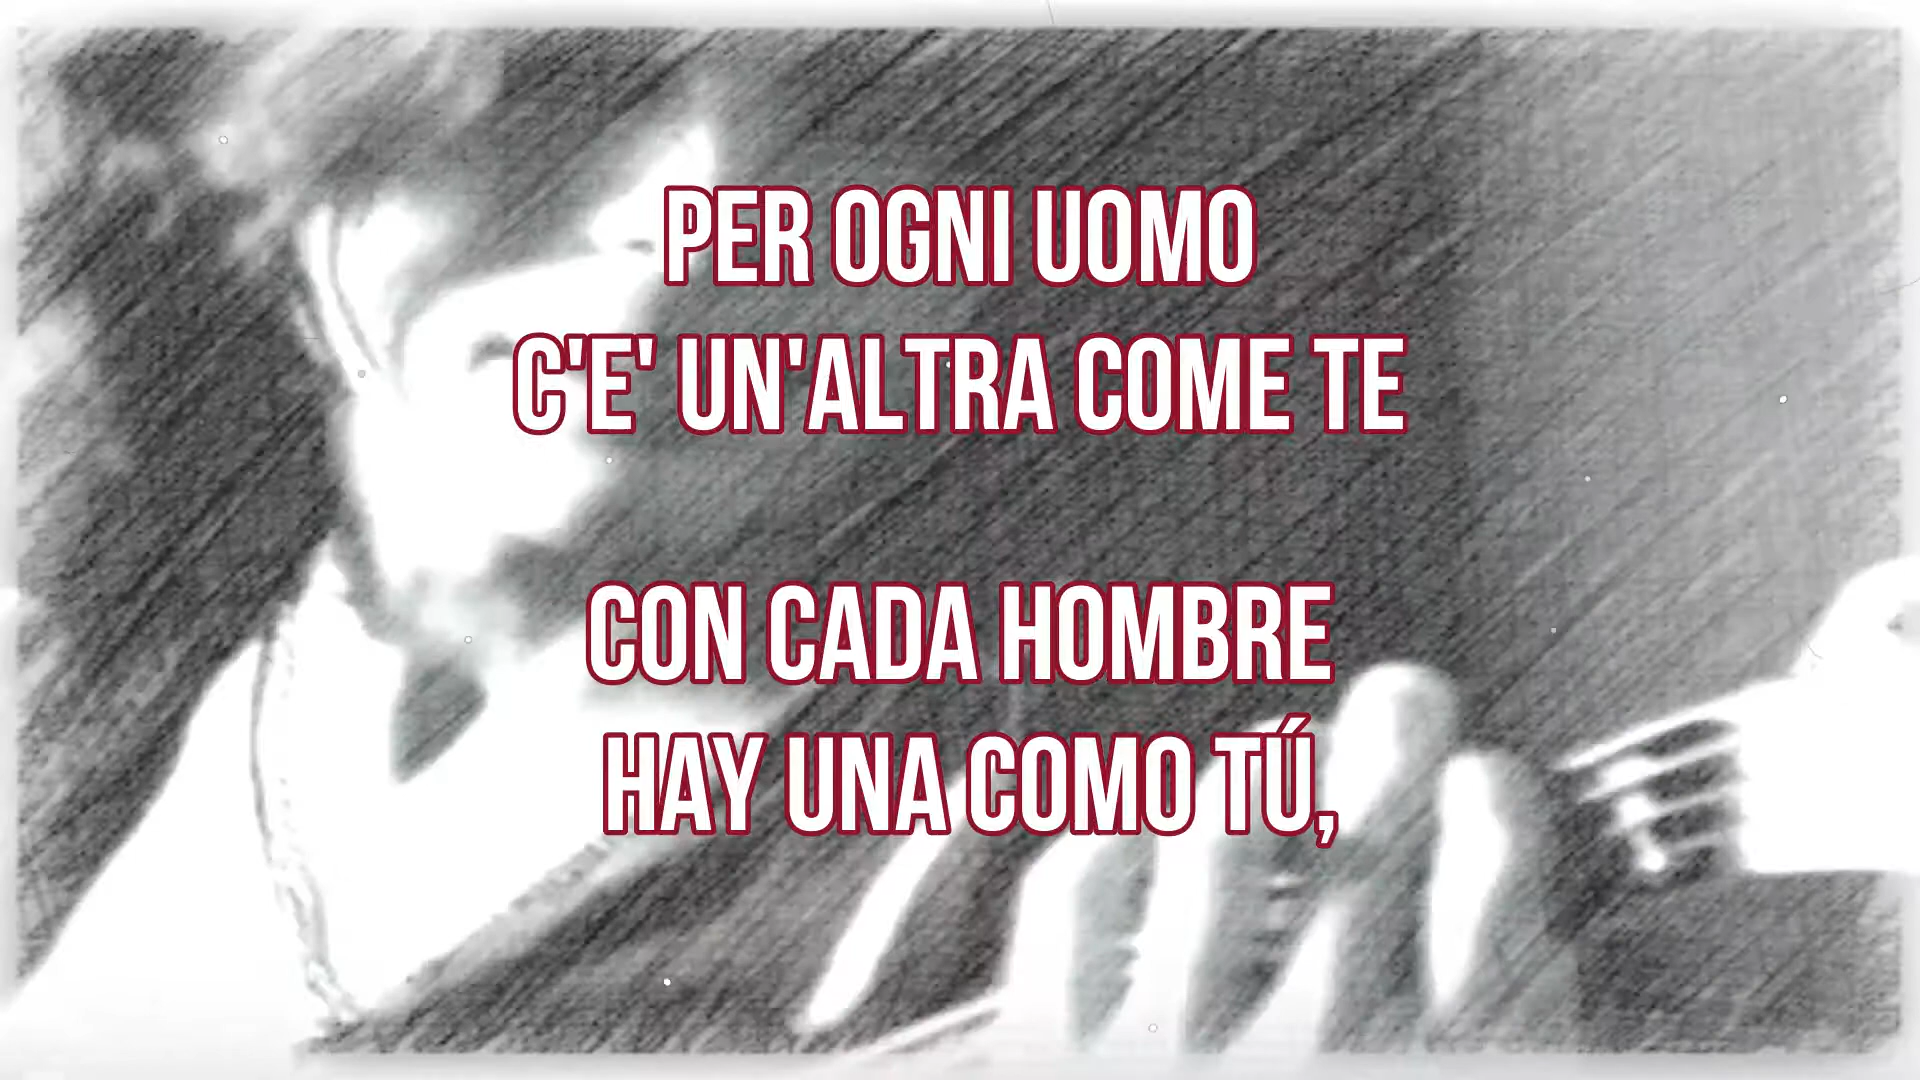 PER OGNI UOMO
C'E' UN'ALTRA COME TE
CON CADA HOMBRE
HAY UNA COMO TÚ,